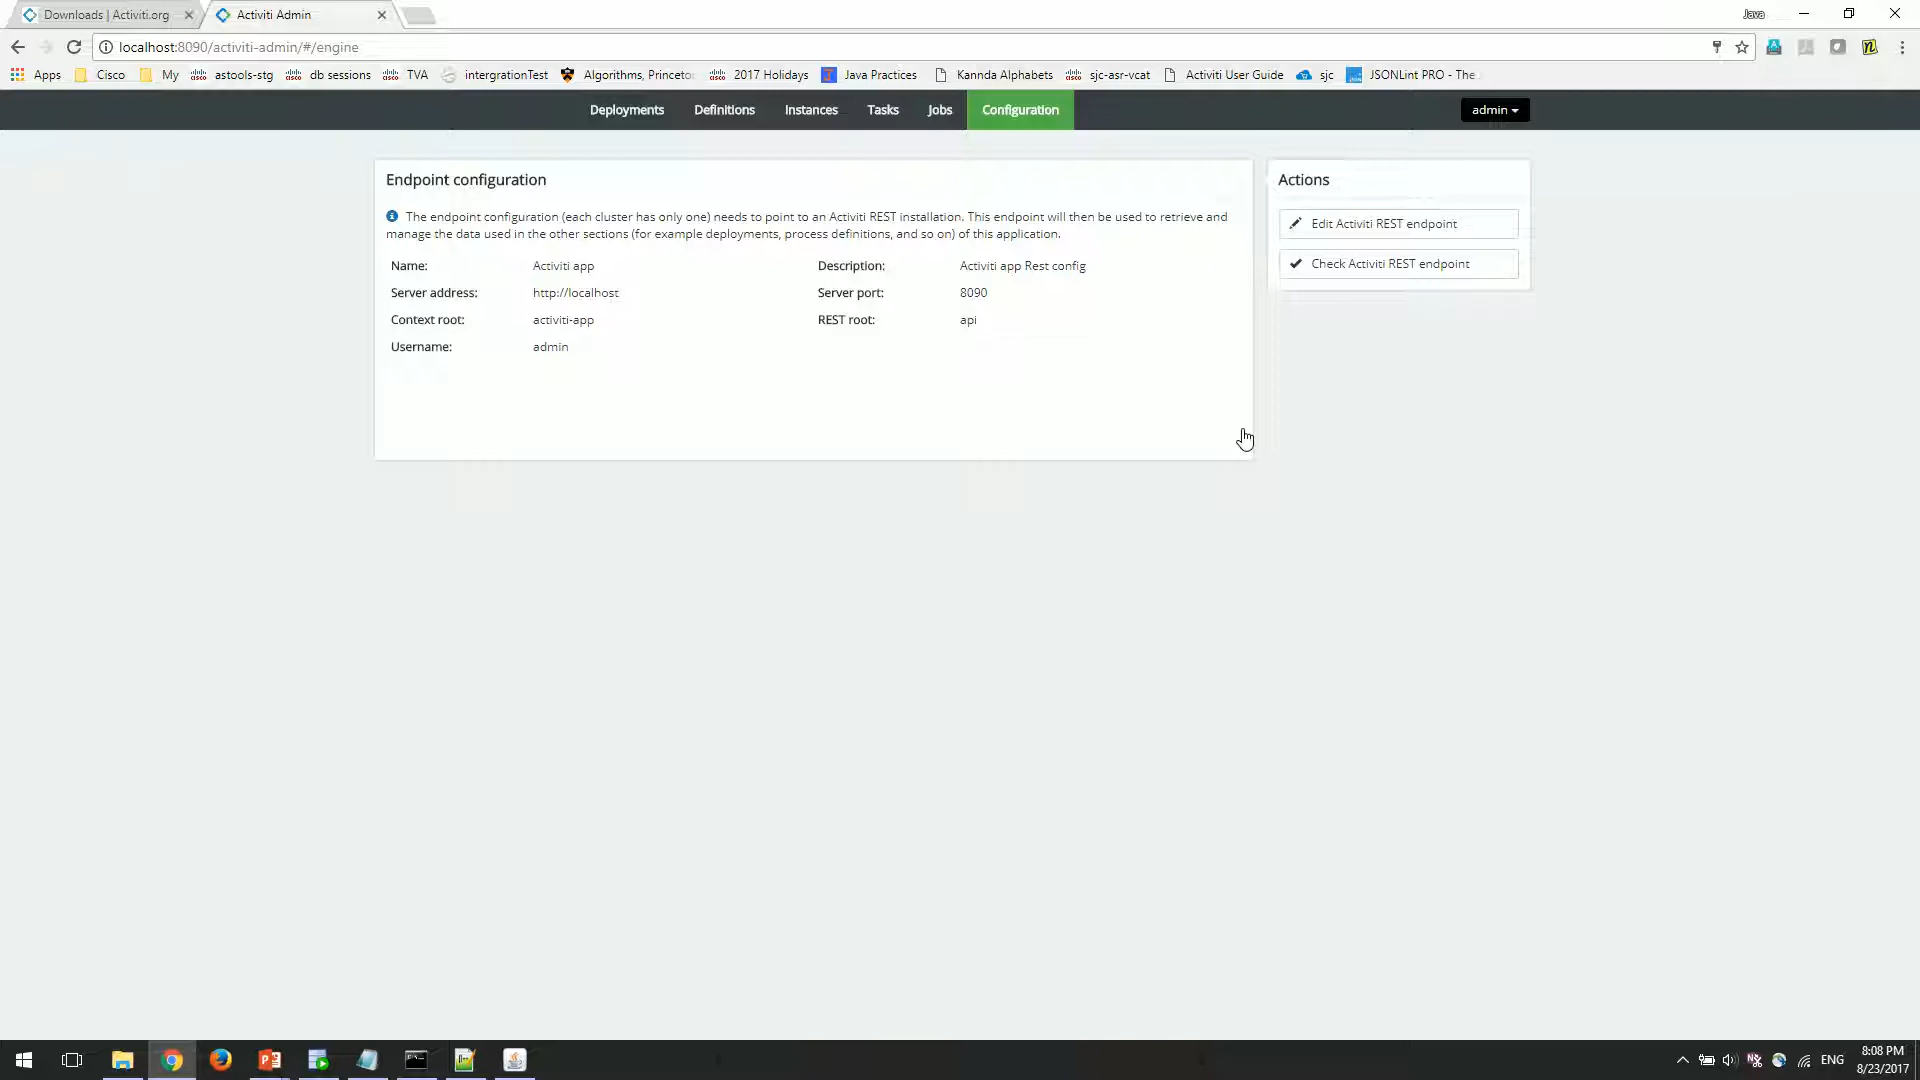 Downloads | Activiti.org
Activiti Admin
Java
localhost:8090/activiti-admin/#/engine
Apps Cisco My astools-stg db sessions TVA intergrationTest Algorithms, Princeto 2017 Holidays Java Practices Kannda Alphabets sjc-asr-vcat Activiti User Guide sjc JSONLint PRO - The
Deployments Definitions Instances Tasks Jobs Configuration admin
Endpoint configuration
The endpoint configuration (each cluster has only one) needs to point to an Activiti REST installation. This endpoint will then be used to retrieve and
manage the data used in the other sections (for example deployments, process definitions, and so on) of this application.
Name: Activiti app Description: Activiti app Rest config
Server address: http://localhost Server port: 8090
Context root: activiti-app REST root: api
Username: admin
Actions
Edit Activiti REST endpoint
Check Activiti REST endpoint
ENG
8:08 PM
8/23/2017